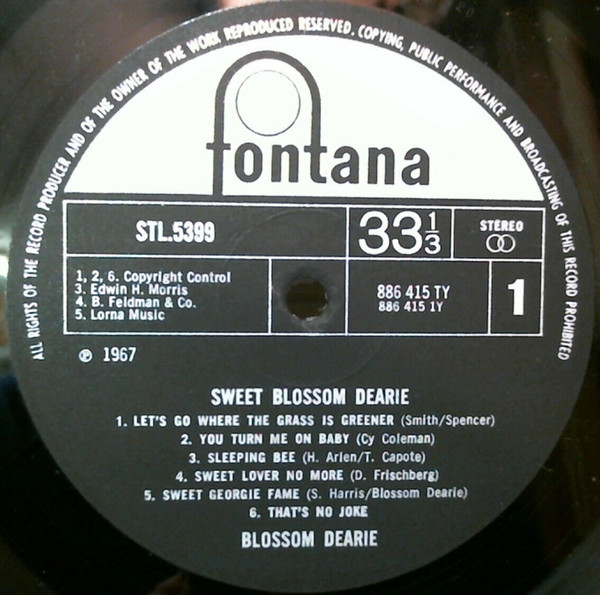 ALL RIGHTS OF THE RECORD PRODUCER AND OF THE OWNER OF THE WORK REPRODUCED RESERVED. COPYING, PUBLIC PERFORMANCE AND BROADCASTING OF THIS RECORD PROHIBITED
fontana
STL.5399
33 1/3
STEREO
1, 2, 6. Copyright Control
3. Edwin H. Morris
4. B. Feldman & Co.
5. Lorna Music
886 415 TY
886 415 1Y
1
℗ 1967
SWEET BLOSSOM DEARIE
1. LET'S GO WHERE THE GRASS IS GREENER (Smith/Spencer)
2. YOU TURN ME ON BABY (Cy Coleman)
3. SLEEPING BEE (H. Arlen/T. Capote)
4. SWEET LOVER NO MORE (D. Frischberg)
5. SWEET GEORGIE FAME (S. Harris/Blossom Dearie)
6. THAT'S NO JOKE
BLOSSOM DEARIE